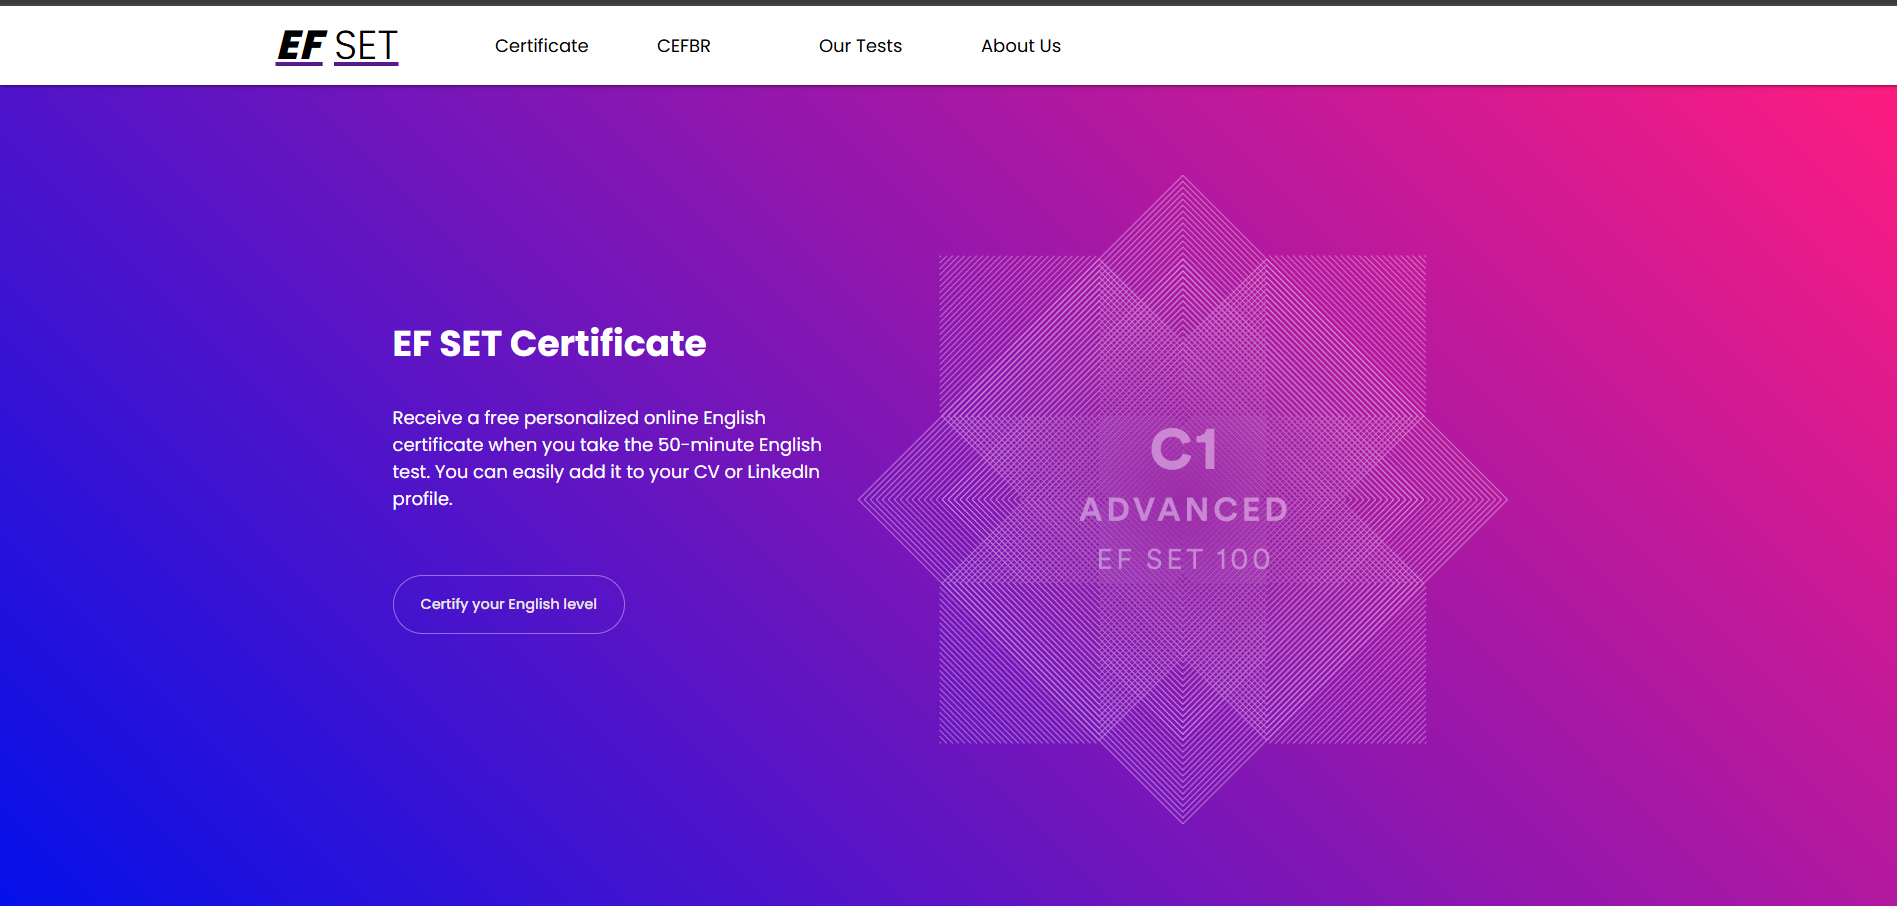 EF SET
Certificate
CEFBR
Our Tests
About Us
EF SET Certificate
Receive a free personalized online English
certificate when you take the 50-minute English
test. You can easily add it to your CV or LinkedIn
profile.
Certify your English level
C1
ADVANCED
EF SET 100